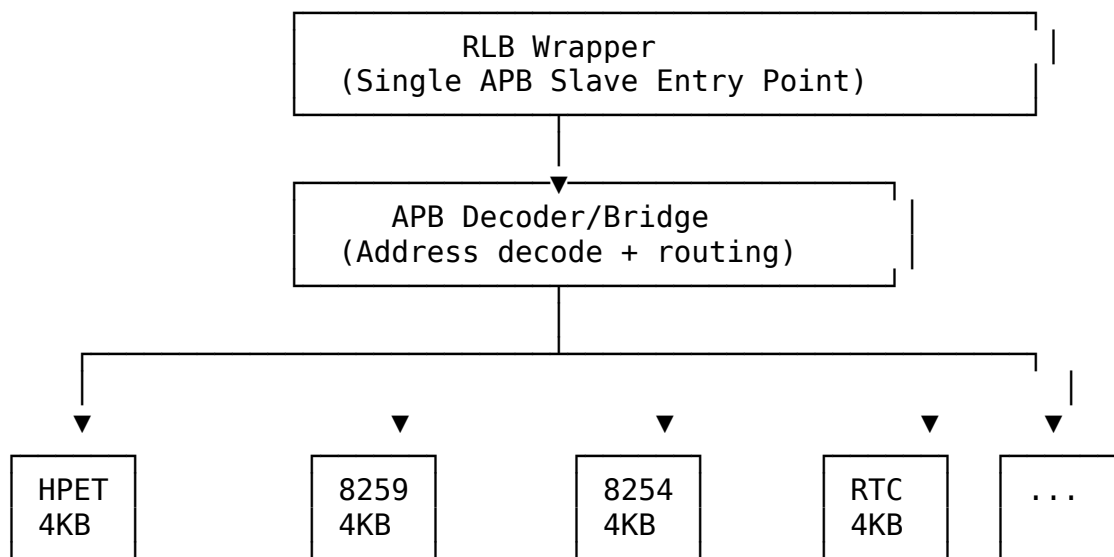 RLB Wrapper
(Single APB Slave Entry Point)
APB Decoder/Bridge
(Address decode + routing)
HPET 8259 8254 RTC ...
4KB 4KB 4KB 4KB